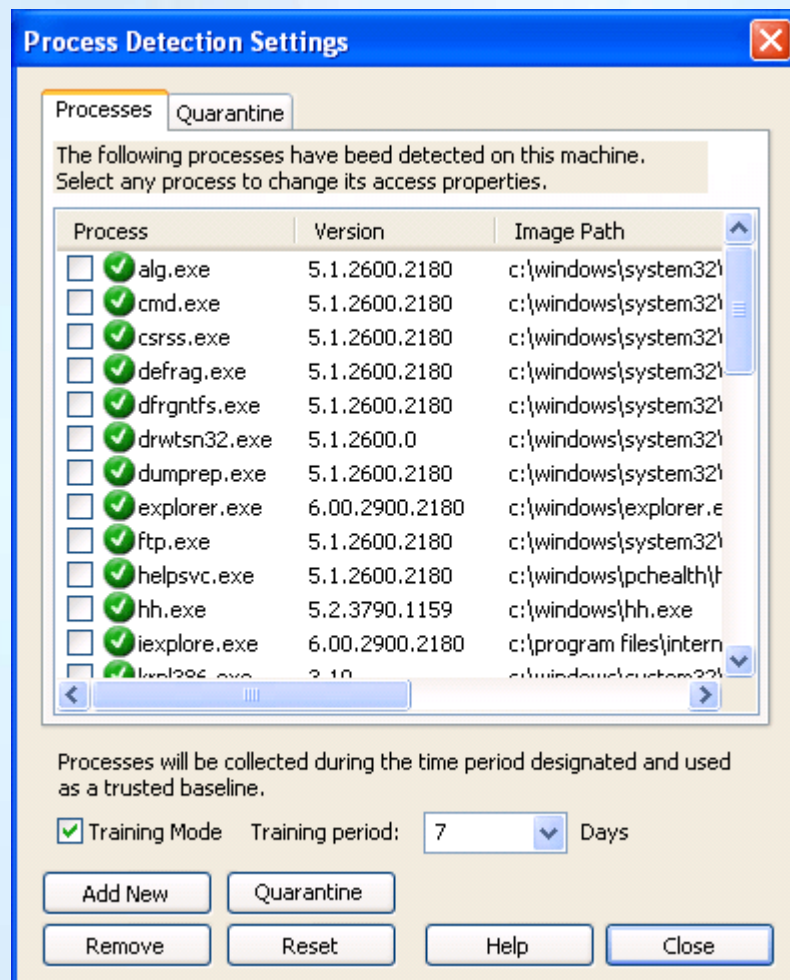 Process Detection Settings
Processes
Quarantine
The following processes have beed detected on this machine.
Select any process to change its access properties.
Process Version Image Path
alg.exe 5.1.2600.2180 c:\windows\system32\
cmd.exe 5.1.2600.2180 c:\windows\system32\
csrss.exe 5.1.2600.2180 c:\windows\system32\
defrag.exe 5.1.2600.2180 c:\windows\system32\
dfrgntfs.exe 5.1.2600.2180 c:\windows\system32\
drwtsn32.exe 5.1.2600.0 c:\windows\system32\
dumprep.exe 5.1.2600.2180 c:\windows\system32\
explorer.exe 6.00.2900.2180 c:\windows\explorer.e
ftp.exe 5.1.2600.2180 c:\windows\system32\
helpsvc.exe 5.1.2600.2180 c:\windows\pchealth\h
hh.exe 5.2.3790.1159 c:\windows\hh.exe
iexplore.exe 6.00.2900.2180 c:\program files\intern
krnl386.exe 3.10 c:\windows\system32\
Processes will be collected during the time period designated and used
as a trusted baseline.
Training Mode Training period: 7 Days
Add New Quarantine
Remove Reset Help Close